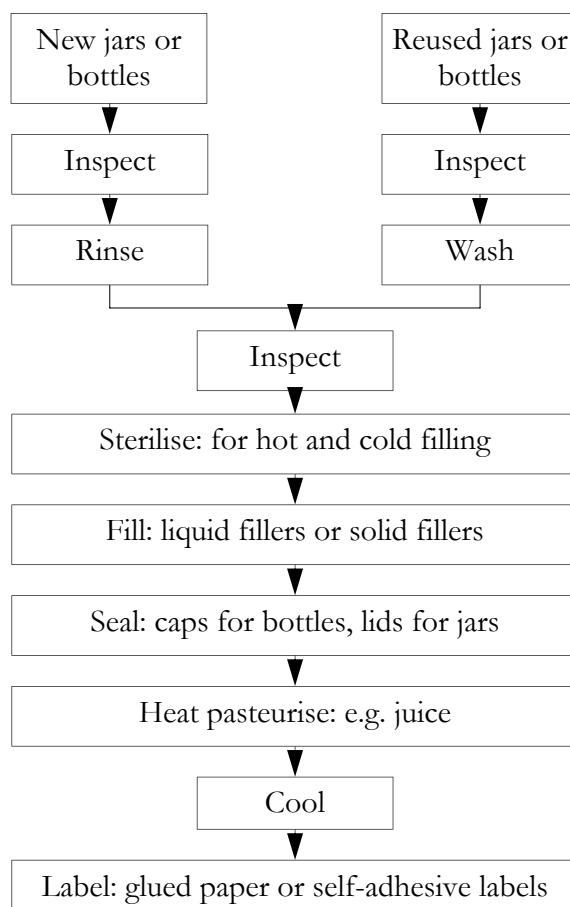 New jars or
bottles
Reused jars or
bottles
Inspect
Inspect
Rinse
Wash
Inspect
Sterilise: for hot and cold filling
Fill: liquid fillers or solid fillers
Seal: caps for bottles, lids for jars
Heat pasteurise: e.g. juice
Cool
Label: glued paper or self-adhesive labels